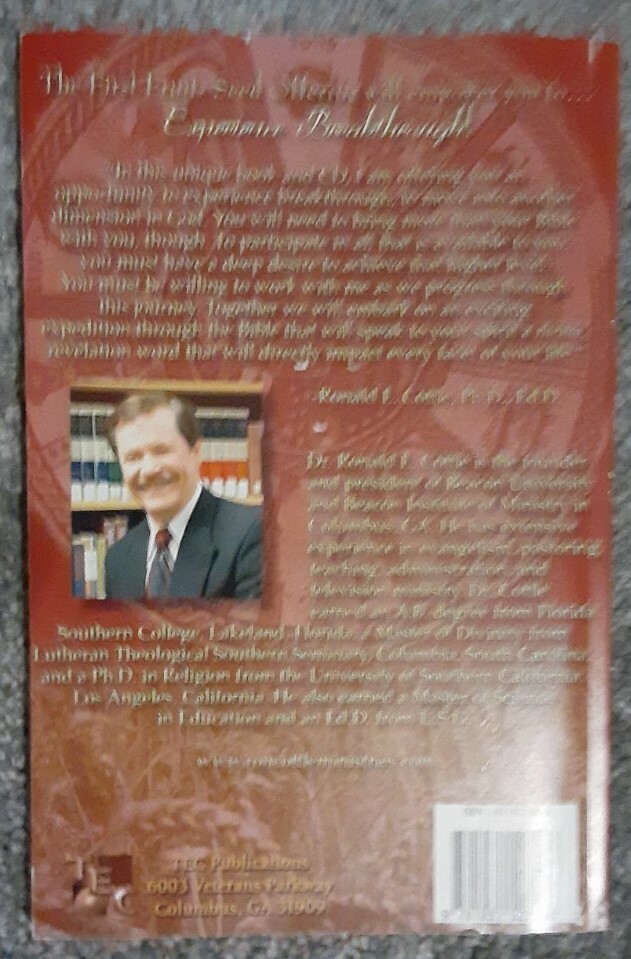 The First Fruits Seed Offering will empower you to...
Experience Breakthrough!
"In this unique book and CD, I am offering you an
opportunity to experience breakthrough, to move into another
dimension in God. You will need to bring more than your Bible
with you, though. To participate in all that is available to you,
you must have a deep desire to achieve that higher level.
You must be willing to work with me as we progress through
this journey. Together we will embark on an exciting
expedition through the Bible that will speak to your spirit a
revelation word that will directly impact every facet of your life."
-Ronald E. Cottle, Ph.D., Ed.D.
Dr. Ronald E. Cottle is the founder
and president of Beacon University
and Beacon Institute of Ministry in
Columbus, GA. He has extensive
experience in evangelism, pastoring,
teaching, administration, and
television ministry. Dr. Cottle
earned an A.B. degree from Florida
Southern College, Lakeland, Florida, a Master of Divinity from
Lutheran Theological Southern Seminary, Columbia, South Carolina,
and a Ph.D. in Religion from the University of Southern California,
Los Angeles, California. He also earned a Master of Science
in Education and an Ed.D. from
TEC
TEC Publications
6003 Veterans Parkway
Columbus, GA 31909
ISBN